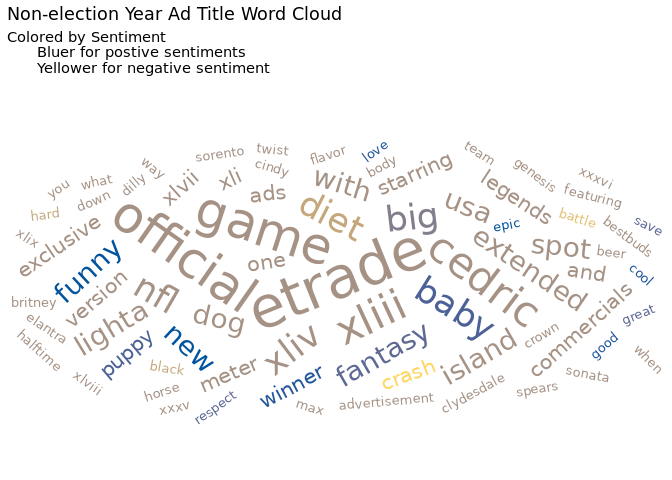 Non-election Year Ad Title Word Cloud
Colored by Sentiment
Bluer for postive sentiments
Yellower for negative sentiment
love
way
sorento
twist
flavor
team
cindy
body
genesis
xxxvi
you
what
dilly
xlvii
xli
starring
featuring
down
ads
with
legends
hard
diet
usa
battle
save
official
game
big
epic
bestbuds
xlix
exclusive
etrade
cedric
extended
spot
beer
funny
one
and
cool
britney
version
nfl
baby
commercials
elantra
lighta
dog
xliii
great
halftime
puppy
new
xliv
fantasy
island
crown
good
when
black
meter
winner
crash
sonata
xlviii
horse
clydesdale
spears
xxxv
respect
max
advertisement